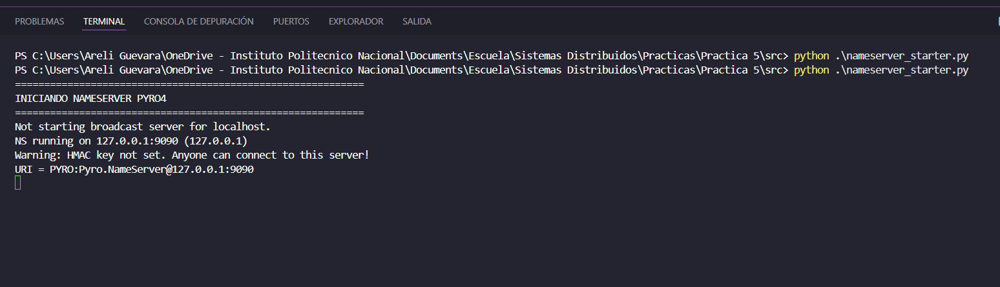 PROBLEMAS TERMINAL CONSOLA DE DEPURACIÓN PUERTOS EXPLORADOR SALIDA
PS C:\Users\Areli Guevara\OneDrive - Instituto Politecnico Nacional\Documents\Escuela\Sistemas Distribuidos\Practicas\Practica 5\src> python .\nameserver_starter.py
PS C:\Users\Areli Guevara\OneDrive - Instituto Politecnico Nacional\Documents\Escuela\Sistemas Distribuidos\Practicas\Practica 5\src> python .\nameserver_starter.py
============================================================
INICIANDO NAMESERVER PYRO4
============================================================
Not starting broadcast server for localhost.
NS running on 127.0.0.1:9090 (127.0.0.1)
Warning: HMAC key not set. Anyone can connect to this server!
URI = PYRO:Pyro.NameServer@127.0.0.1:9090